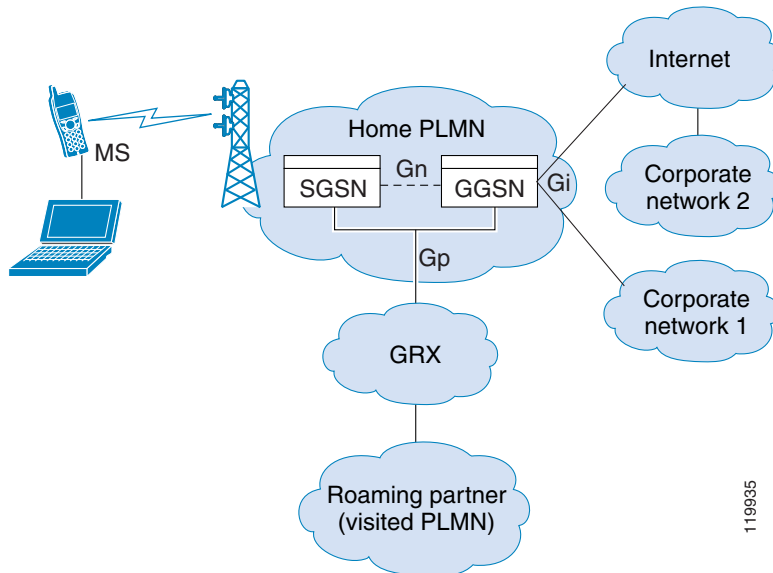 Internet
Home PLMN
MS
Gn
SGSN
GGSN
Gi
Corporate
network 2
Gp
Corporate
network 1
GRX
Roaming partner
(visited PLMN)
119935